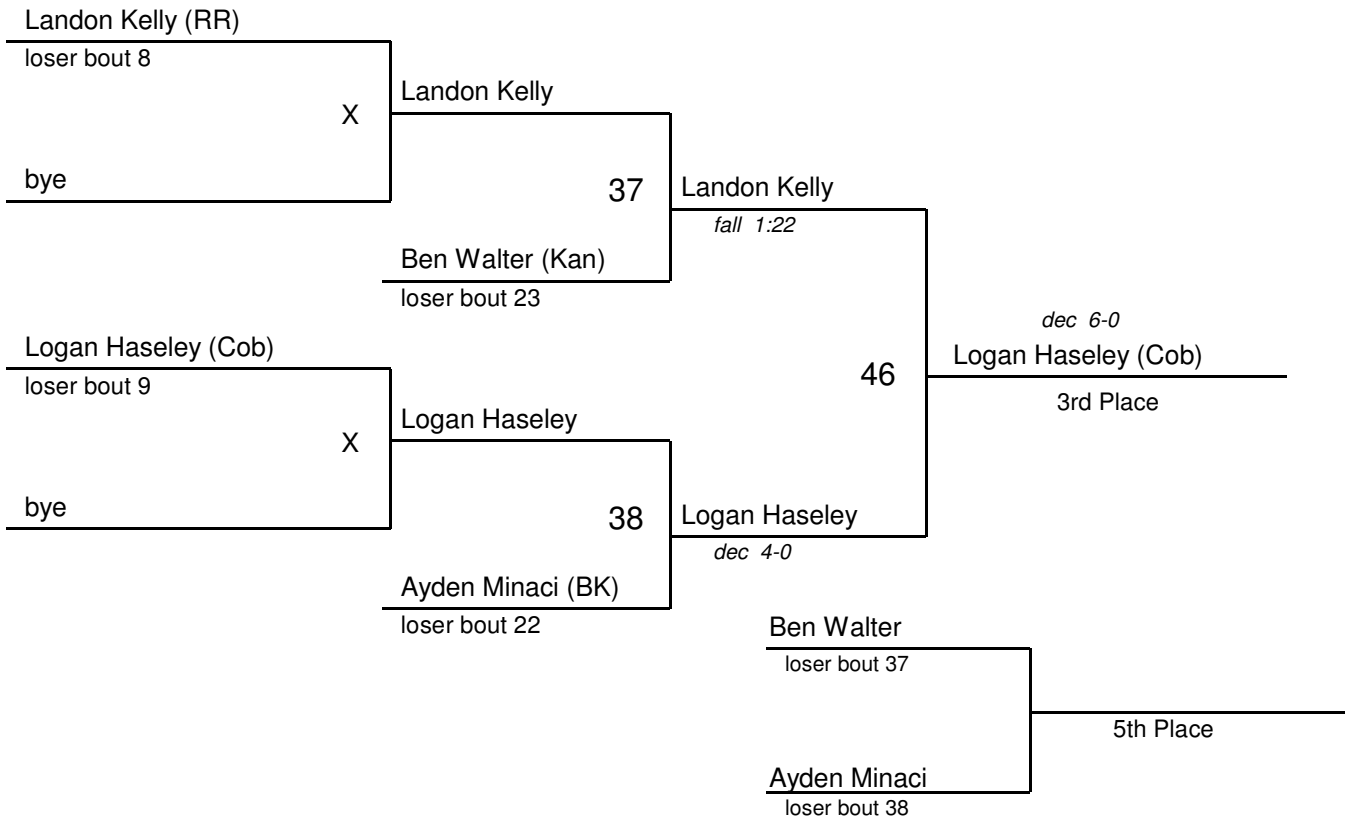 Landon Kelly (RR)
loser bout 8
X
bye
Landon Kelly
37
Ben Walter (Kan)
loser bout 23
Landon Kelly
fall 1:22
Logan Haseley (Cob)
loser bout 9
X
bye
Logan Haseley
38
Ayden Minaci (BK)
loser bout 22
Logan Haseley
dec 4-0
46
dec 6-0
Logan Haseley (Cob)
3rd Place
Ben Walter
loser bout 37
5th Place
Ayden Minaci
loser bout 38